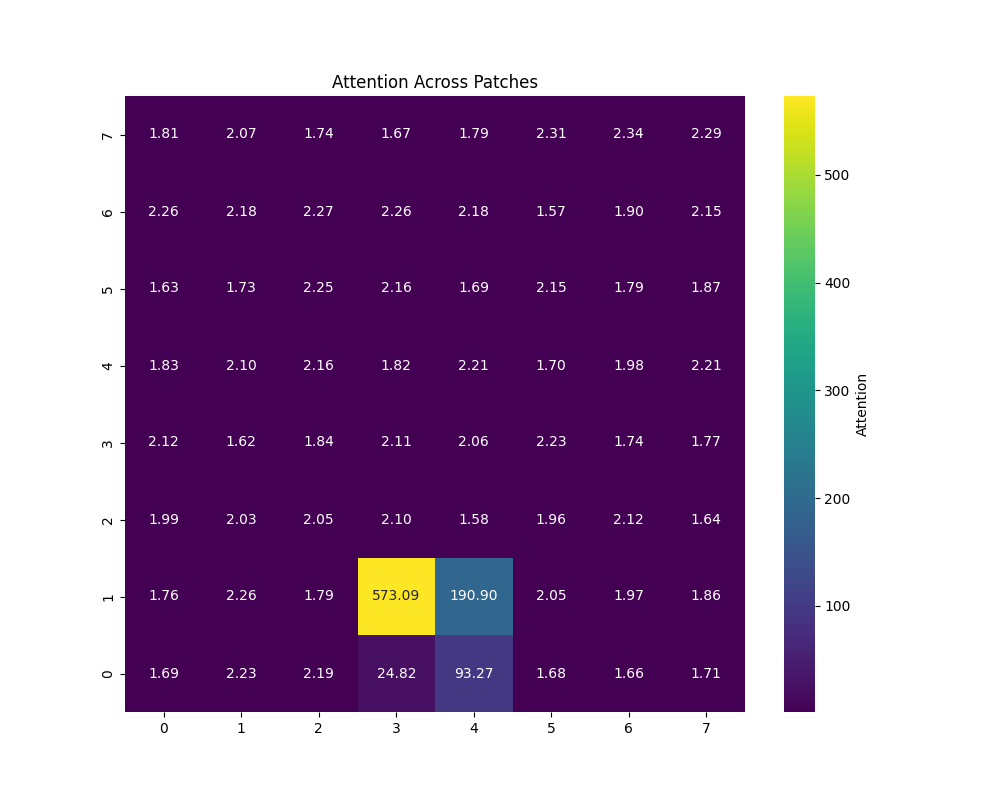 Attention Across Patches
7 1.81 2.07 1.74 1.67 1.79 2.31 2.34 2.29
500
6 2.26 2.18 2.27 2.26 2.18 1.57 1.90 2.15
400
5 1.63 1.73 2.25 2.16 1.69 2.15 1.79 1.87
4 1.83 2.10 2.16 1.82 2.21 1.70 1.98 2.21
300
Attention
3 2.12 1.62 1.84 2.11 2.06 2.23 1.74 1.77
200
2 1.99 2.03 2.05 2.10 1.58 1.96 2.12 1.64
1 1.76 2.26 1.79 573.09 190.90 2.05 1.97 1.86
100
0 1.69 2.23 2.19 24.82 93.27 1.68 1.66 1.71
0 1 2 3 4 5 6 7